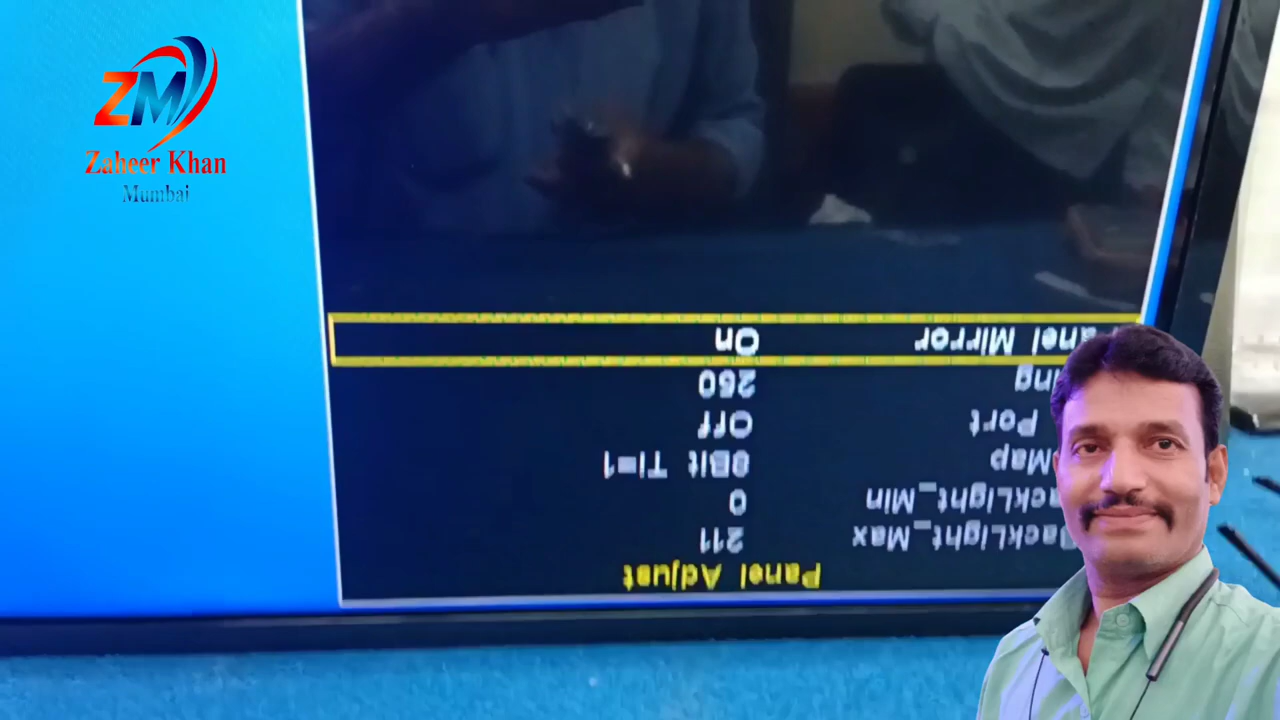 ZM
Zaheer Khan
Mumbai
Panel Adjust
BackLight_Max 211
BackLight_Min 0
Map 8Bit TI=1
Port Off
250
Panel Mirror On